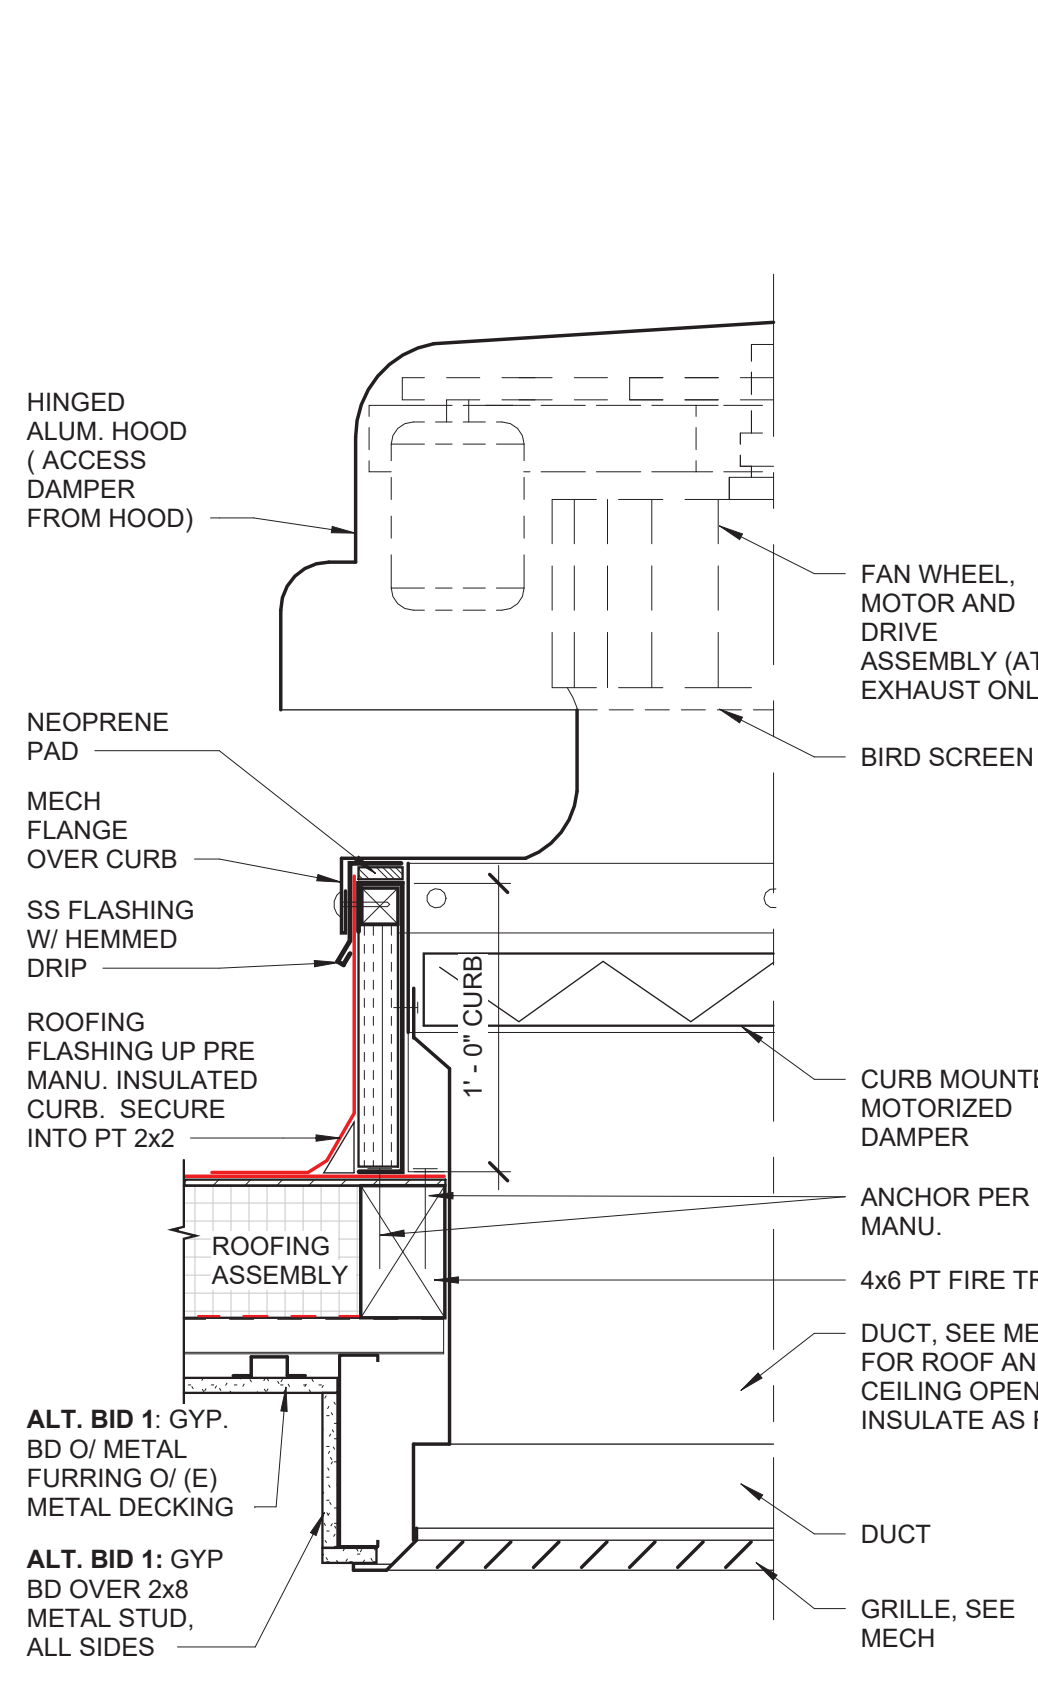 HINGED
ALUM. HOOD
( ACCESS
DAMPER
FROM HOOD)
FAN WHEEL,
MOTOR AND
DRIVE
ASSEMBLY (AT
EXHAUST ONL
NEOPRENE
PAD
BIRD SCREEN
MECH
FLANGE
OVER CURB
SS FLASHING
W/ HEMMED
DRIP
1' - 0" CURB
ROOFING
FLASHING UP PRE
MANU. INSULATED
CURB. SECURE
INTO PT 2x2
CURB MOUNTE
MOTORIZED
DAMPER
ANCHOR PER
MANU.
ROOFING
ASSEMBLY
4x6 PT FIRE TR
DUCT, SEE ME
FOR ROOF AN
CEILING OPEN
INSULATE AS
ALT. BID 1: GYP.
BD O/ METAL
FURRING O/ (E)
METAL DECKING
DUCT
ALT. BID 1: GYP
BD OVER 2x8
METAL STUD,
ALL SIDES
GRILLE, SEE
MECH